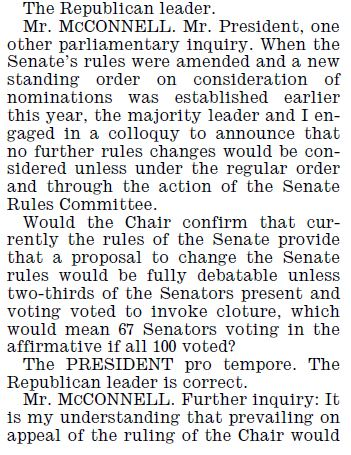 The Republican leader.
Mr. McCONNELL. Mr. President, one
other parliamentary inquiry. When the
Senate's rules were amended and a new
standing order on consideration of
nominations was established earlier
this year, the majority leader and I en-
gaged in a colloquy to announce that
no further rules changes would be con-
sidered unless under the regular order
and through the action of the Senate
Rules Committee.
Would the Chair confirm that cur-
rently the rules of the Senate provide
that a proposal to change the Senate
rules would be fully debatable unless
two-thirds of the Senators present and
voting voted to invoke cloture, which
would mean 67 Senators voting in the
affirmative if all 100 voted?
The PRESIDENT pro tempore. The
Republican leader is correct.
Mr. McCONNELL. Further inquiry: It
is my understanding that prevailing on
appeal of the ruling of the Chair would